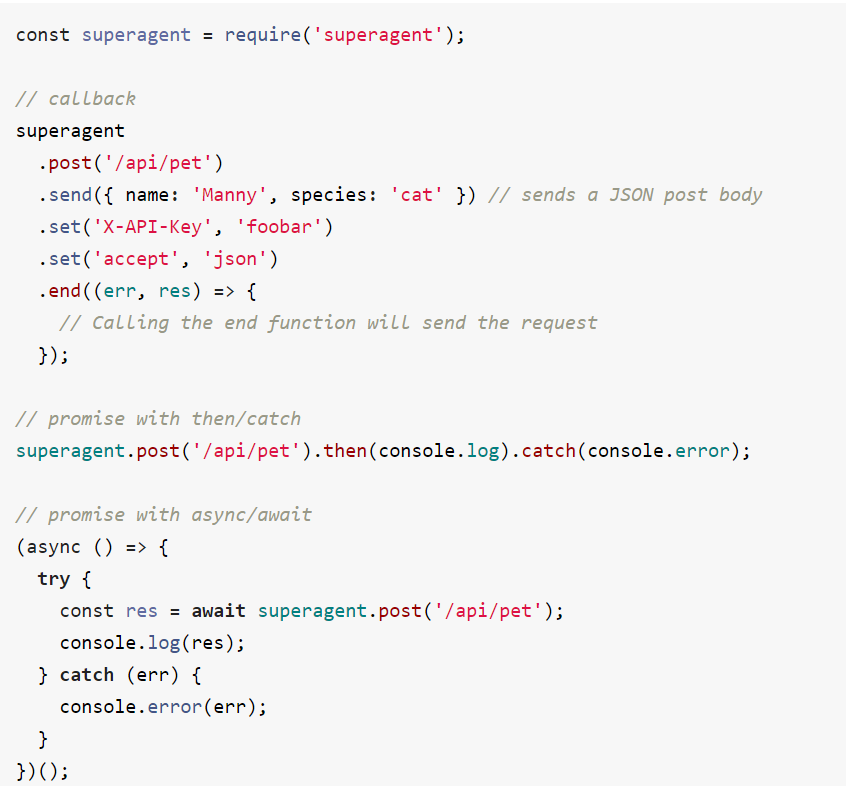 const superagent = require('superagent');
// callback
superagent
  .post('/api/pet')
  .send({ name: 'Manny', species: 'cat' }) // sends a JSON post body
  .set('X-API-Key', 'foobar')
  .set('accept', 'json')
  .end((err, res) => {
    // Calling the end function will send the request
  });
// promise with then/catch
superagent.post('/api/pet').then(console.log).catch(console.error);
// promise with async/await
(async () => {
  try {
    const res = await superagent.post('/api/pet');
    console.log(res);
  } catch (err) {
    console.error(err);
  }
})();